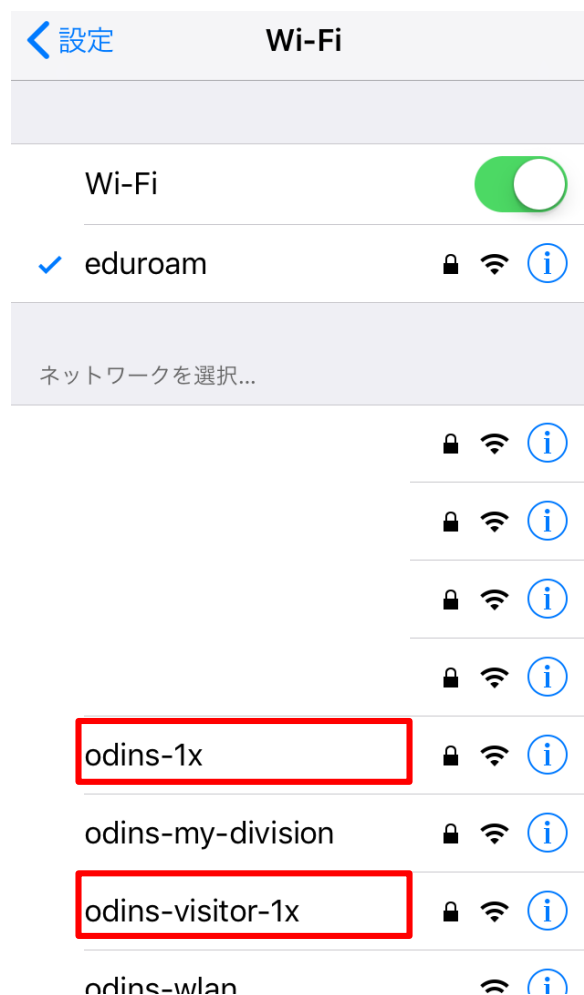 設定
Wi-Fi
Wi-Fi
eduroam
ネットワークを選択...
odins-1x
odins-my-division
odins-visitor-1x
odins-wlan